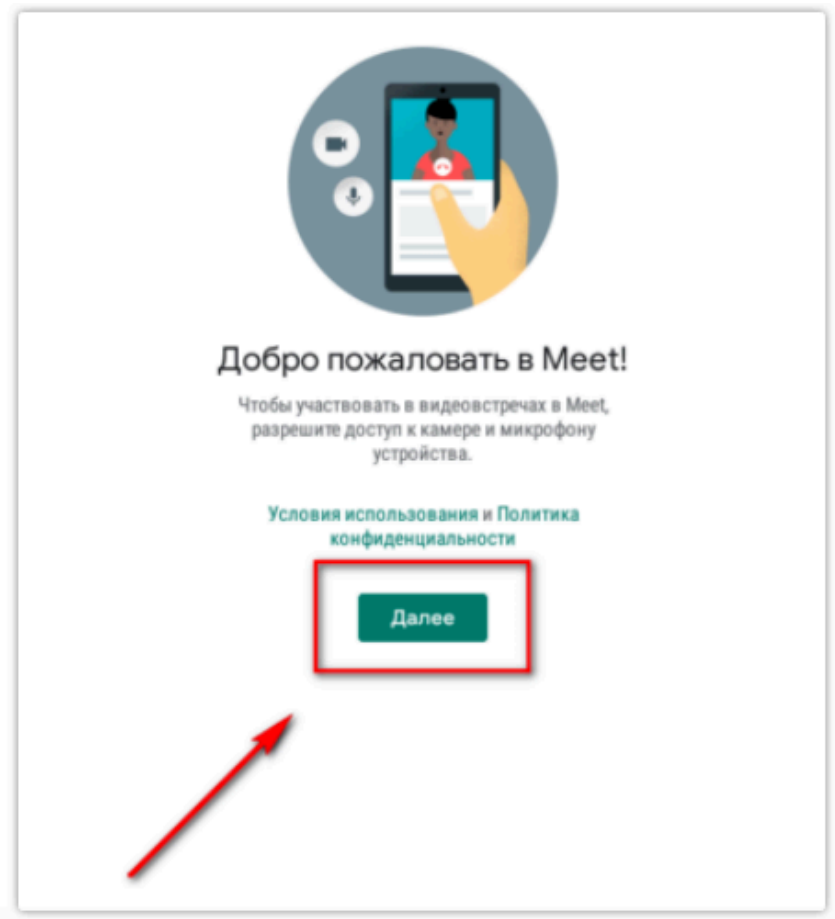 Добро пожаловать в Meet!
Чтобы участвовать в видеовстречах в Meet,
разрешите доступ к камере и микрофону
устройства.
Условия использования и Политика
конфиденциальности
Далее